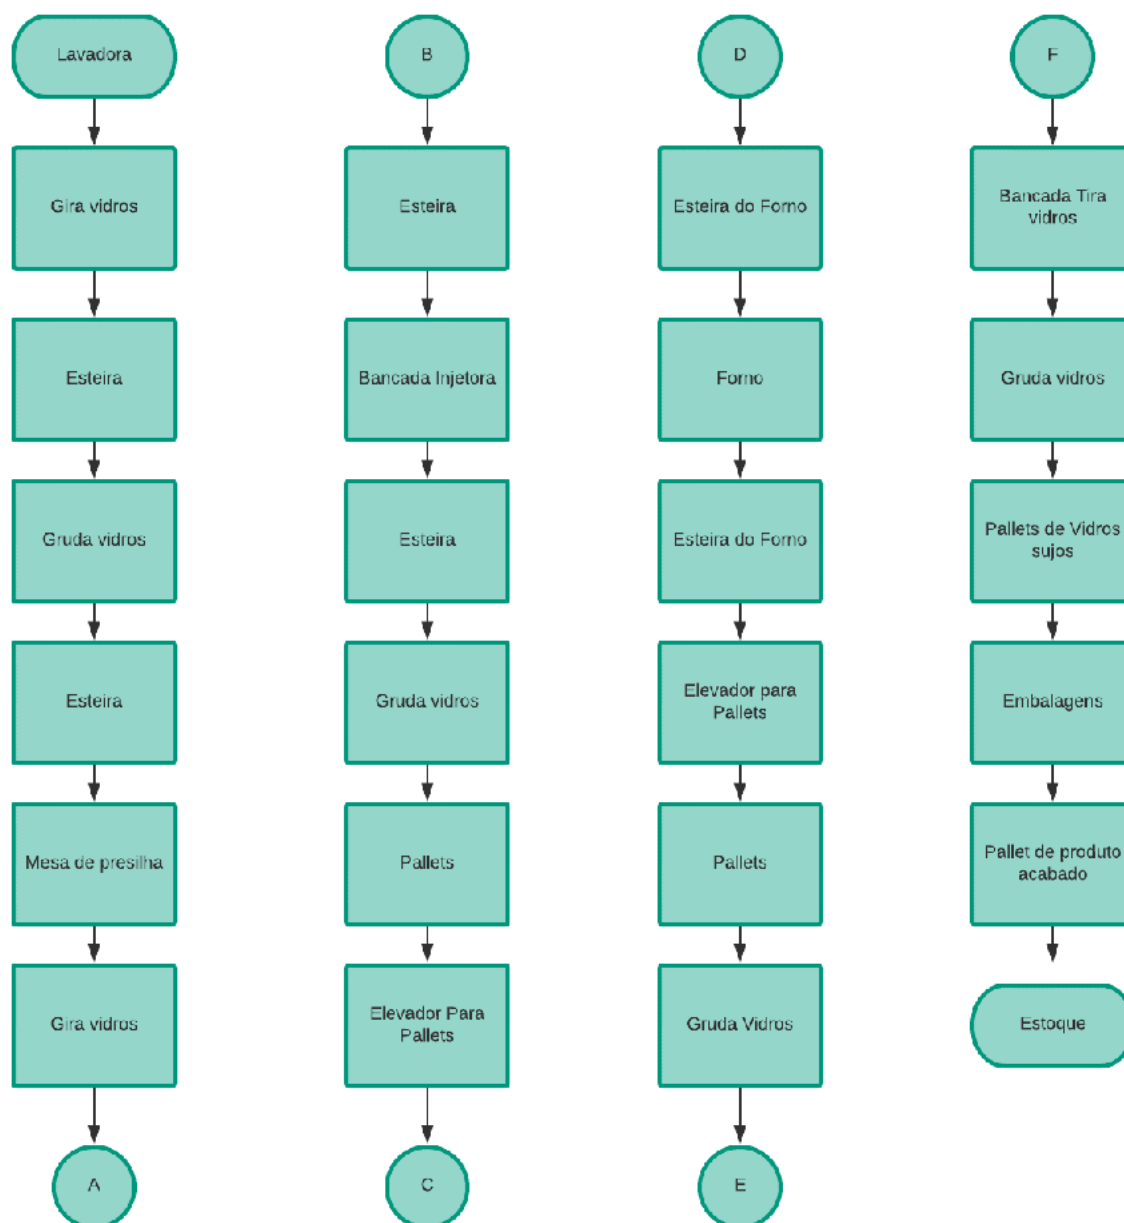 Lavadora
Gira vidros
Esteira
Gruda vidros
Esteira
Mesa de presilha
Gira vidros
A
B
Esteira
Bancada Injetora
Esteira
Gruda vidros
Pallets
Elevador Para
Pallets
C
D
Esteira do Forno
Forno
Esteira do Forno
Elevador para
Pallets
Pallets
Gruda Vidros
E
F
Bancada Tira
vidros
Gruda vidros
Pallets de Vidros
sujos
Embalagens
Pallet de produto
acabado
Estoque